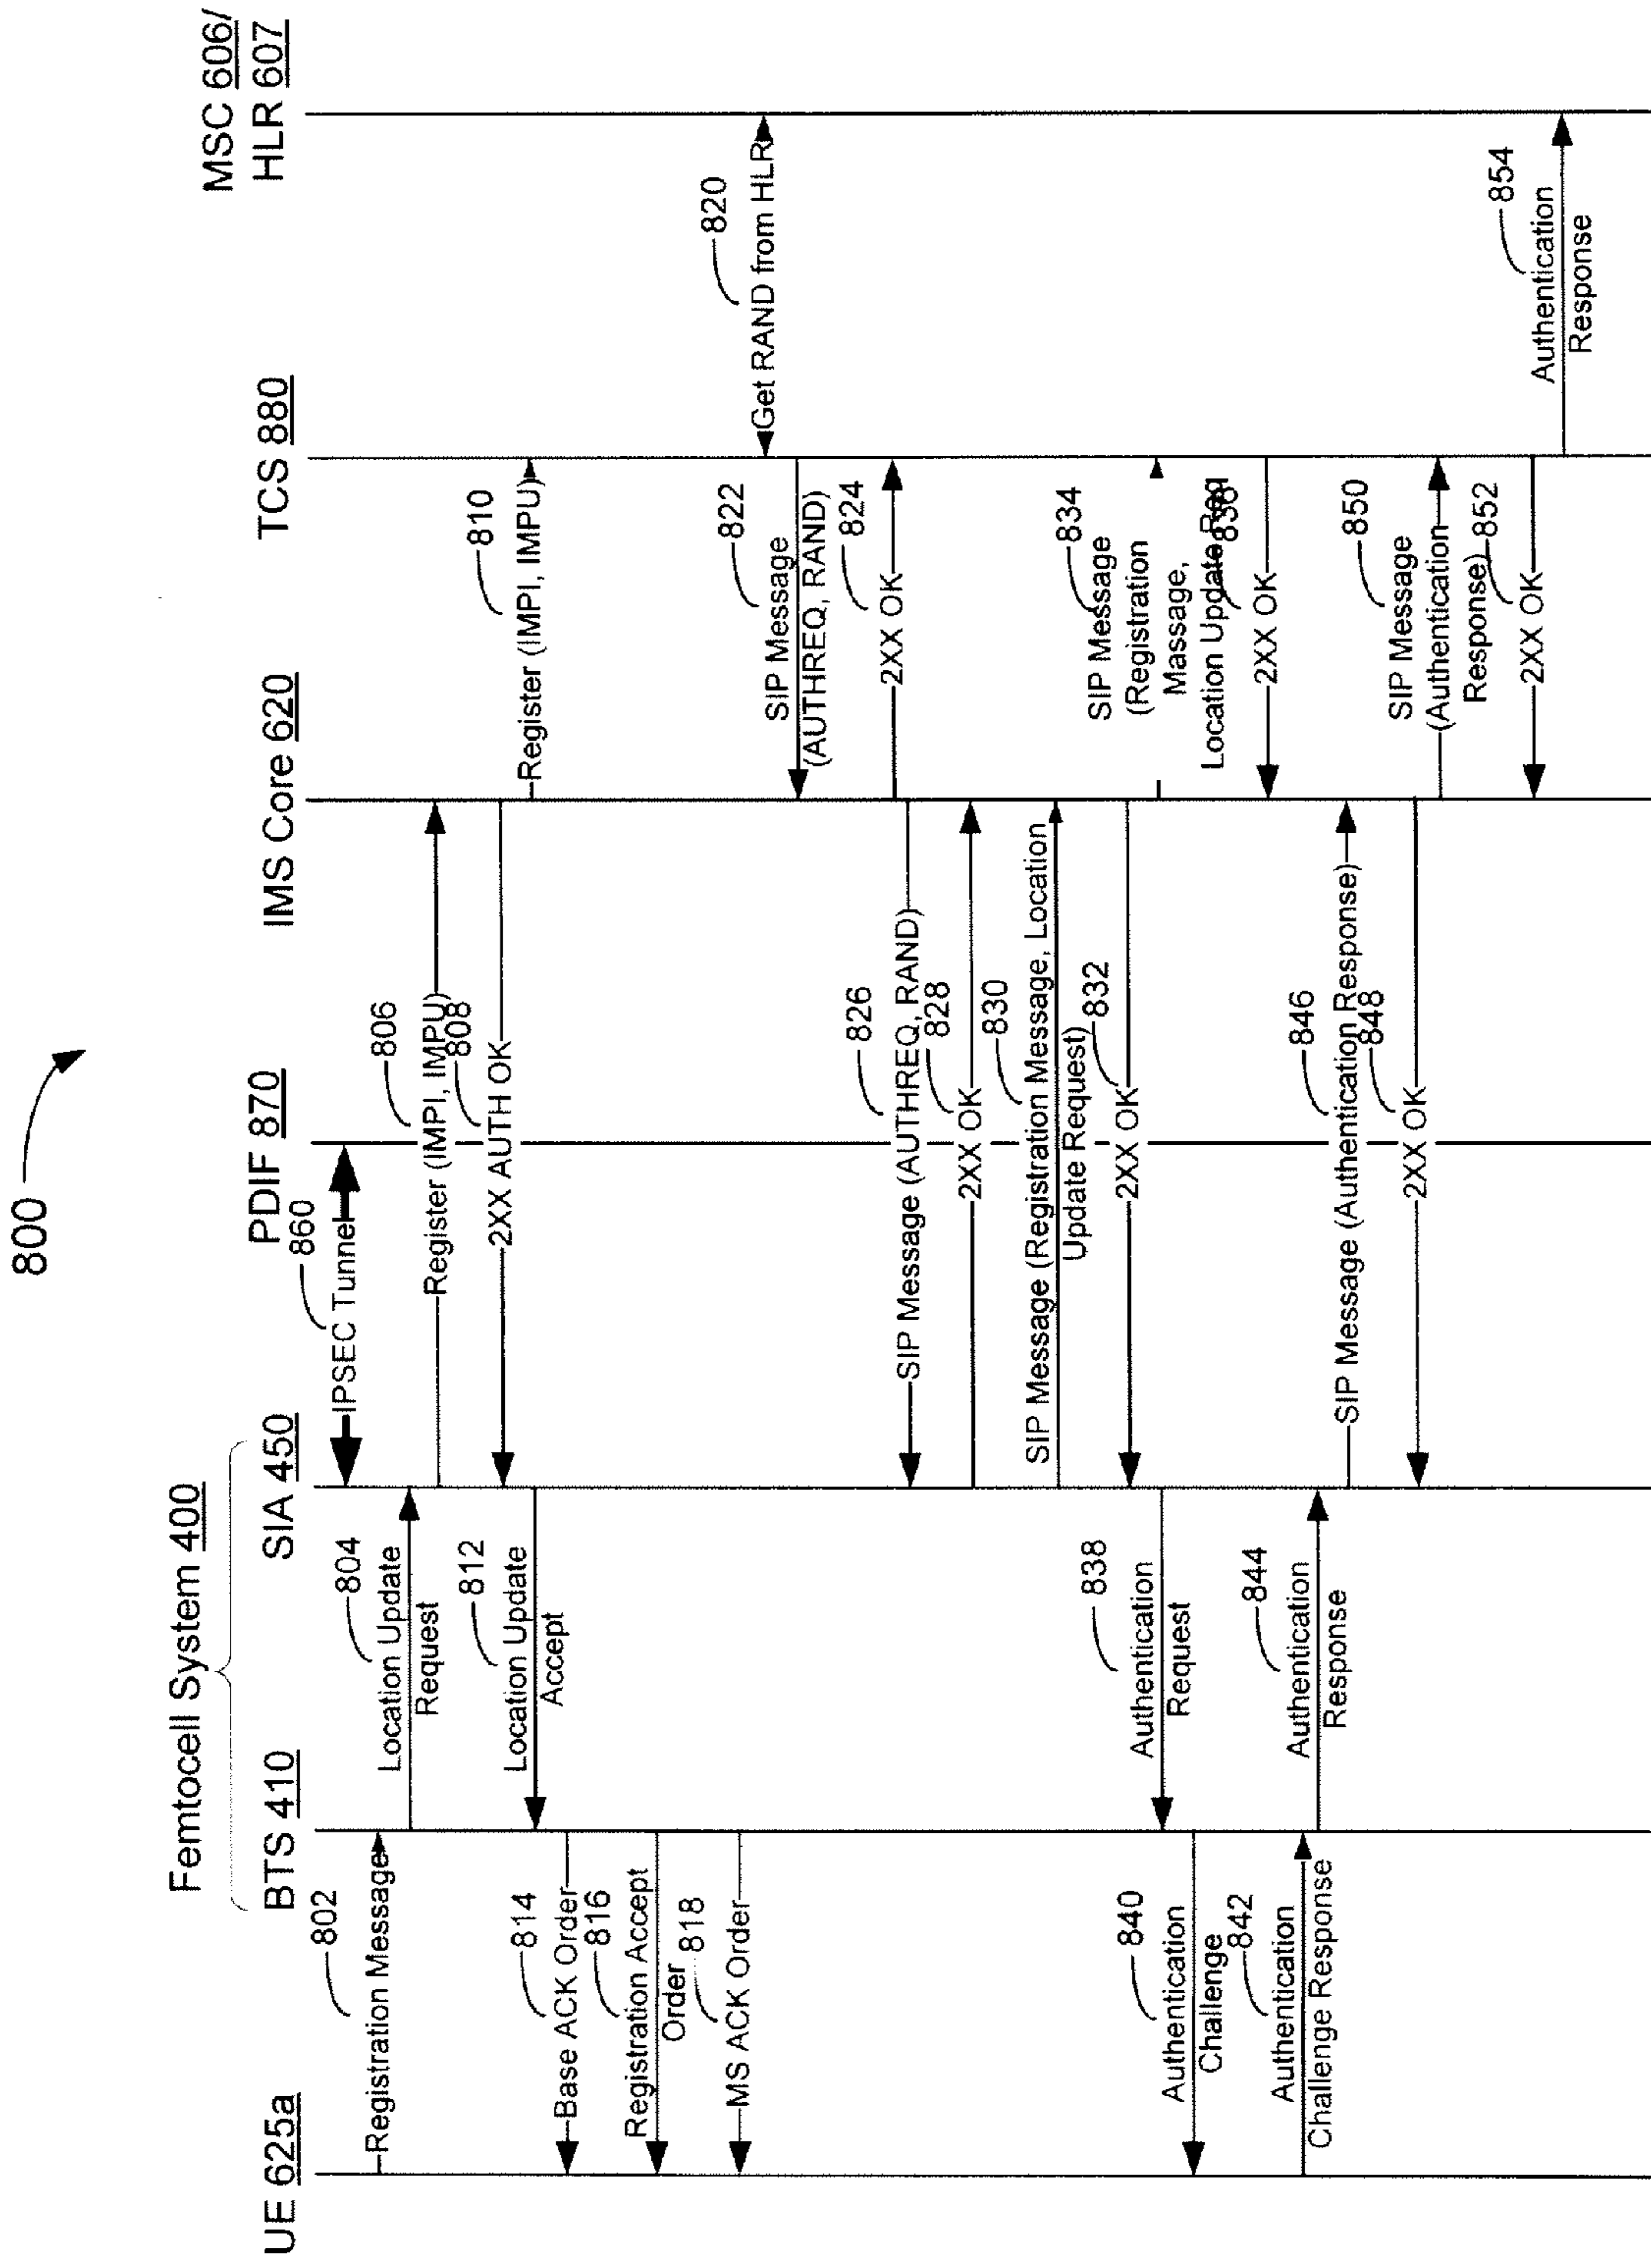 800
Femtocell System 400
UE 625a
BTS 410
SIA 450
PDIF 870
IMS Core 620
TCS 880
MSC 606/
HLR 607
860
IPSEC Tunnel
802
Registration Message
804
Location Update
Request
806
Register (IMPI, IMPU)
808
2XX AUTH OK
810
Register (IMPI, IMPU)
812
Location Update
Accept
814
Base ACK Order
816
Registration Accept
Order
818
MS ACK Order
820
Get RAND from HLR
822
SIP Message
(AUTHREQ, RAND)
824
2XX OK
826
SIP Message (AUTHREQ, RAND)
828
2XX OK
830
SIP Message (Registration Message, Location
Update Request)
832
2XX OK
834
SIP Message
(Registration
Massage,
Location Update Req
836
2XX OK
838
Authentication
Request
840
Authentication
Challenge
842
Authentication
Challenge Response
844
Authentication
Response
846
SIP Message (Authentication Response)
848
2XX OK
850
SIP Message
(Authentication
Response)
852
2XX OK
854
Authentication
Response